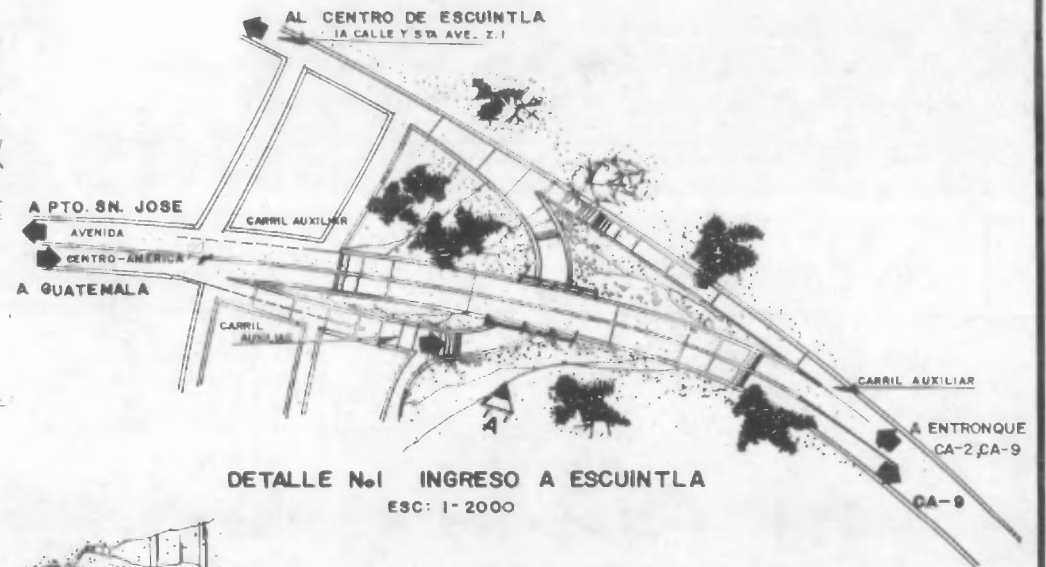 AL CENTRO DE ESCUINTLA
1A CALLE Y 5TA AVE. Z.1
A PTO. SN. JOSE
AVENIDA
CARRIL AUXILIAR
CENTRO-AMERICA
A GUATEMALA
CARRIL
AUXILIAR
A
CARRIL AUXILIAR
A ENTRONQUE
CA-2, CA-9
CA-9
DETALLE No1 INGRESO A ESCUINTLA
ESC: 1-2000